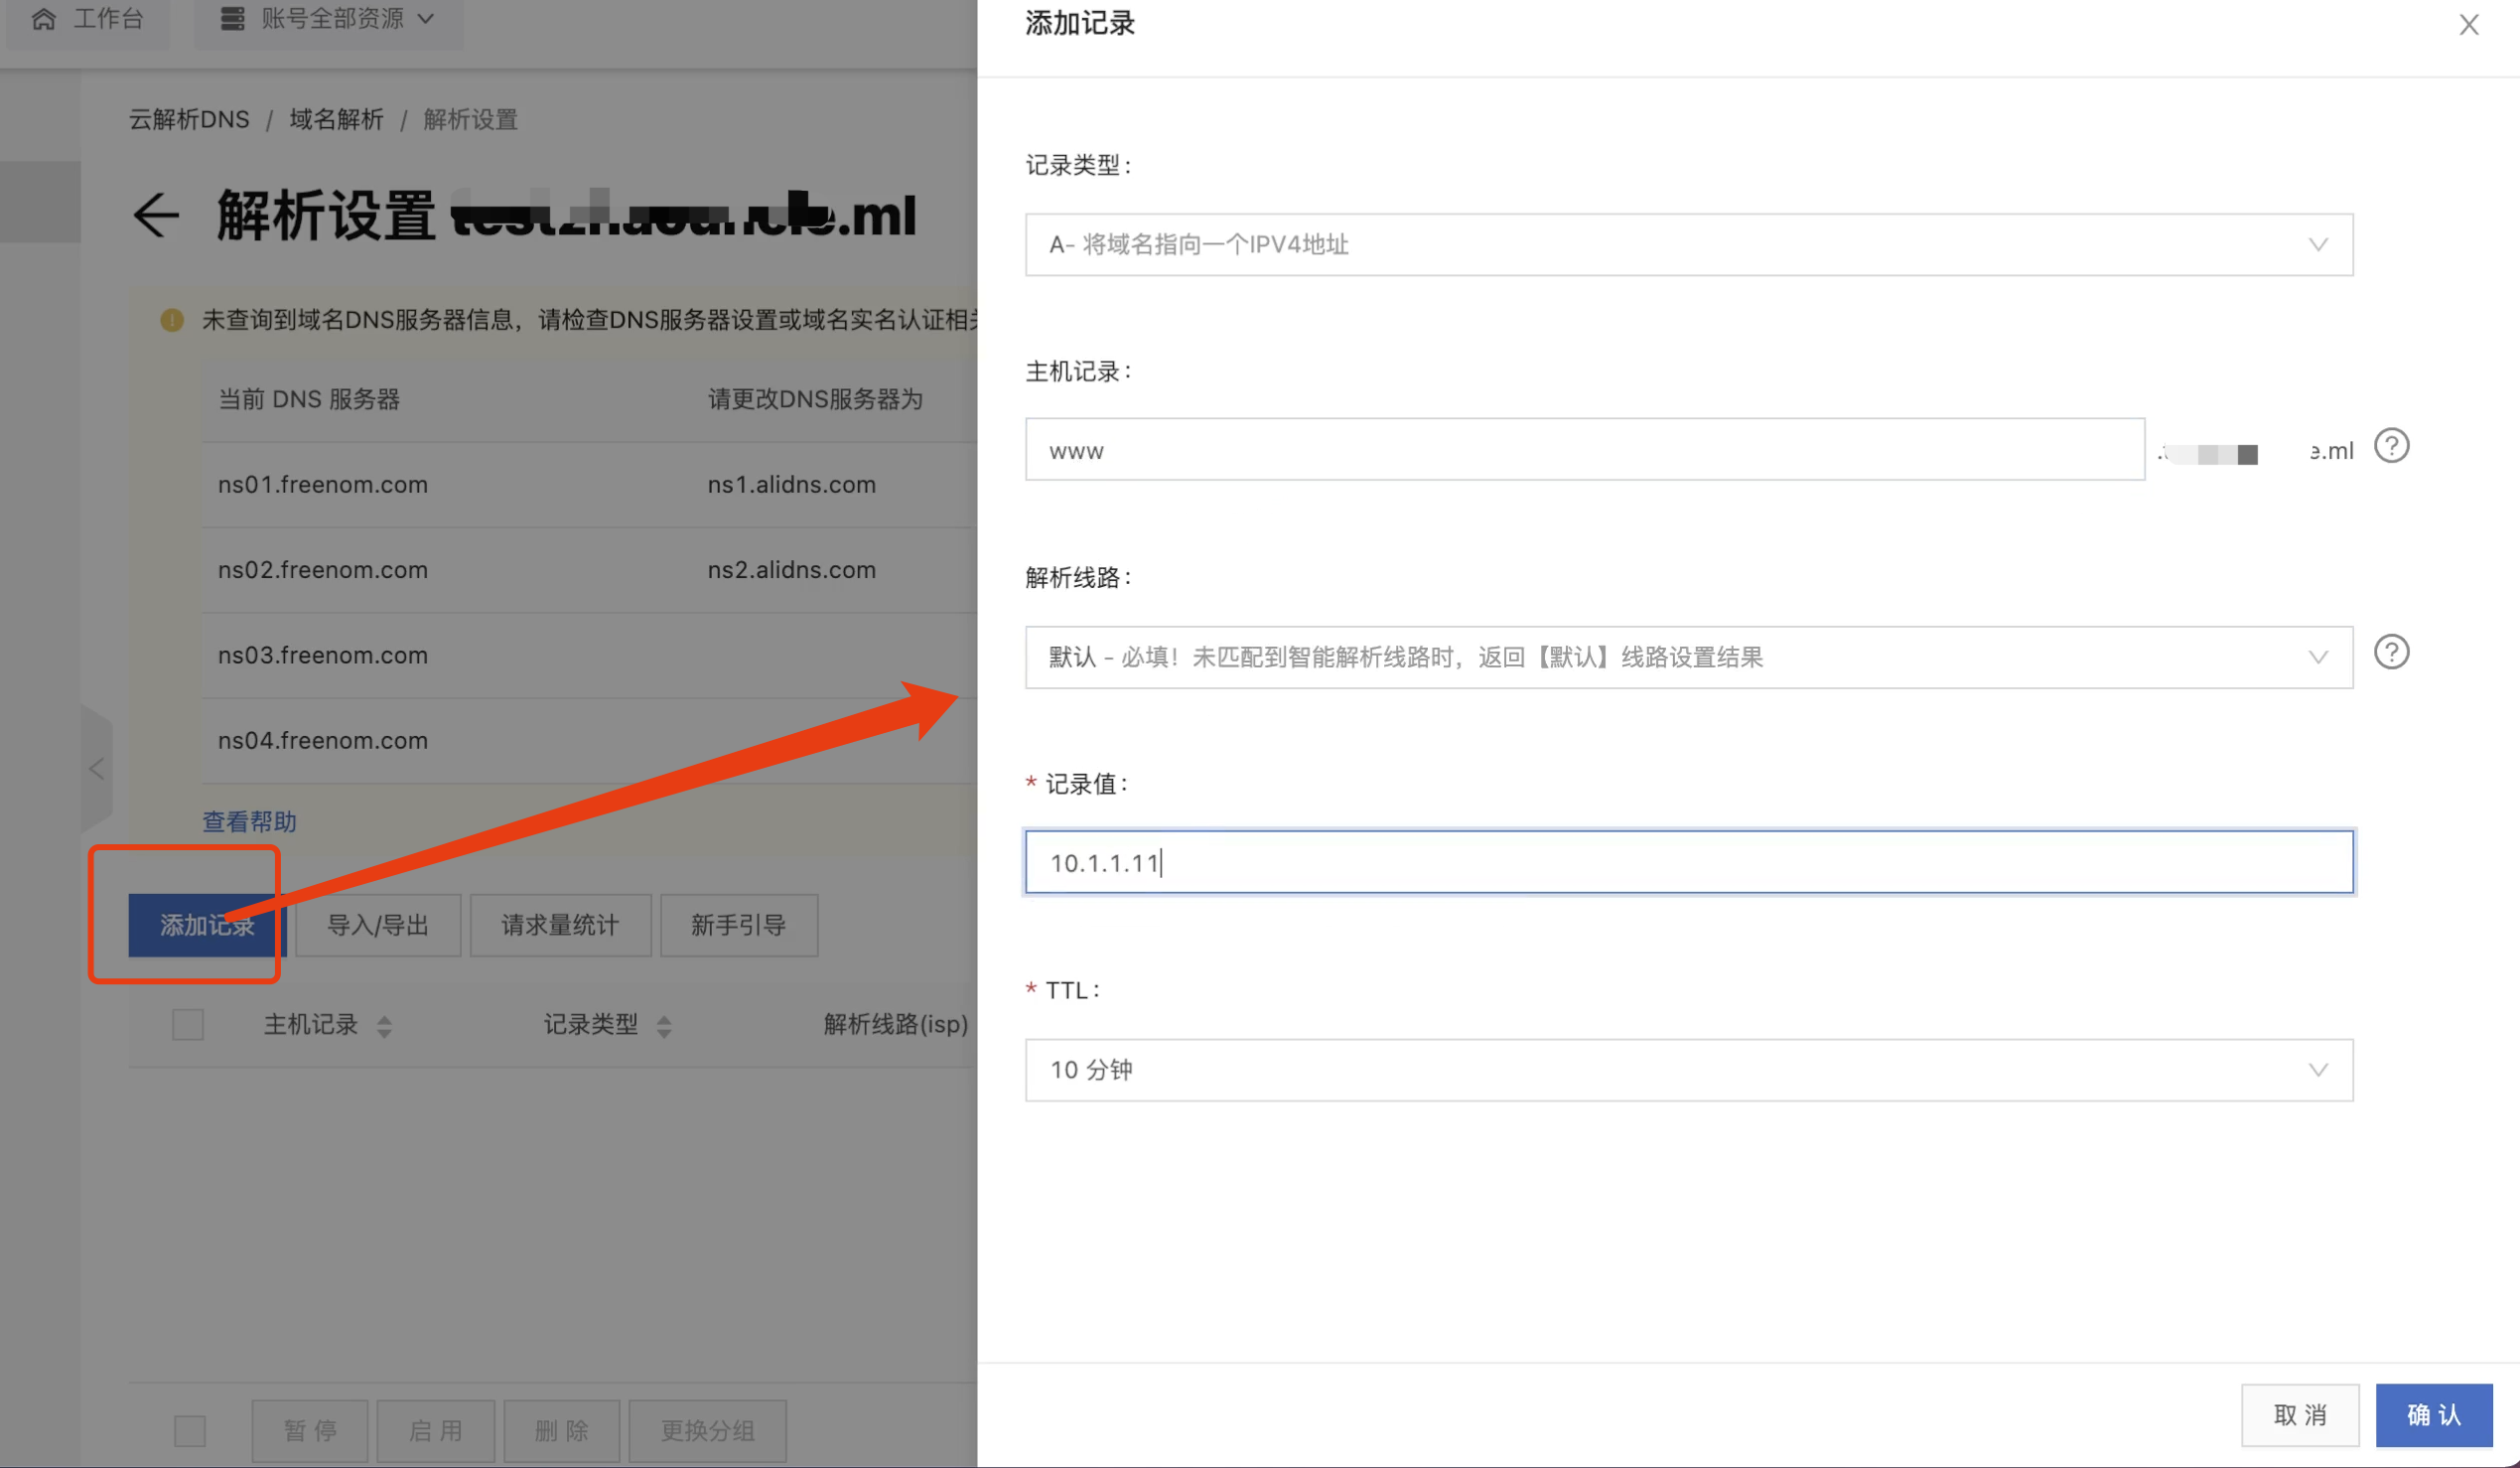 工作台
账号全部资源
云解析DNS / 域名解析 / 解析设置
解析设置 .ml
未查询到域名DNS服务器信息，请检查DNS服务器设置或域名实名认证相
当前 DNS 服务器 请更改DNS服务器为
ns01.freenom.com ns1.alidns.com
ns02.freenom.com ns2.alidns.com
ns03.freenom.com
ns04.freenom.com
查看帮助
添加记录 导入/导出 请求量统计 新手引导
主机记录 记录类型 解析线路(isp)
暂停 启用 删除 更换分组
添加记录
记录类型：
A- 将域名指向一个IPV4地址
主机记录：
www e.ml
解析线路：
默认 - 必填！未匹配到智能解析线路时，返回【默认】线路设置结果
* 记录值：
10.1.1.11
* TTL：
10 分钟
取消 确认